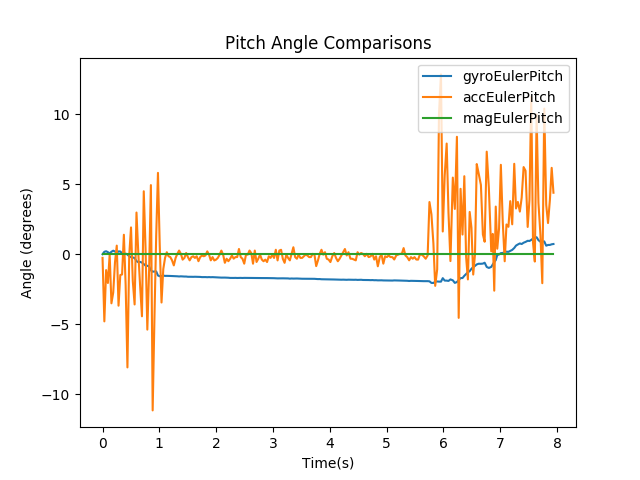 Pitch Angle Comparisons
gyroEulerPitch
accEulerPitch
magEulerPitch
Angle (degrees)
10
5
0
−5
−10
0 1 2 3 4 5 6 7 8
Time(s)